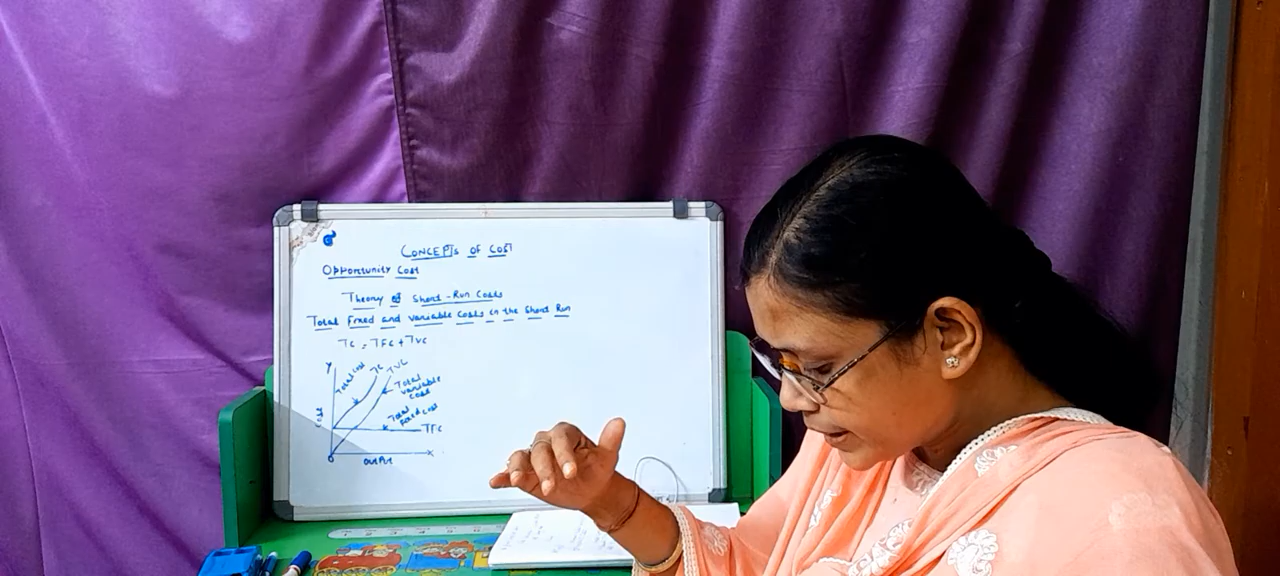 CONCEPTS OF COST
Opportunity Cost
Theory of Short-Run Costs
Total Fixed and Variable Costs in the Short Run
TC = TFC + TVC
Y
Total cost
TC
TVC
Total variable cost
Cost
Total fixed cost
TFC
O
OUTPUT
X